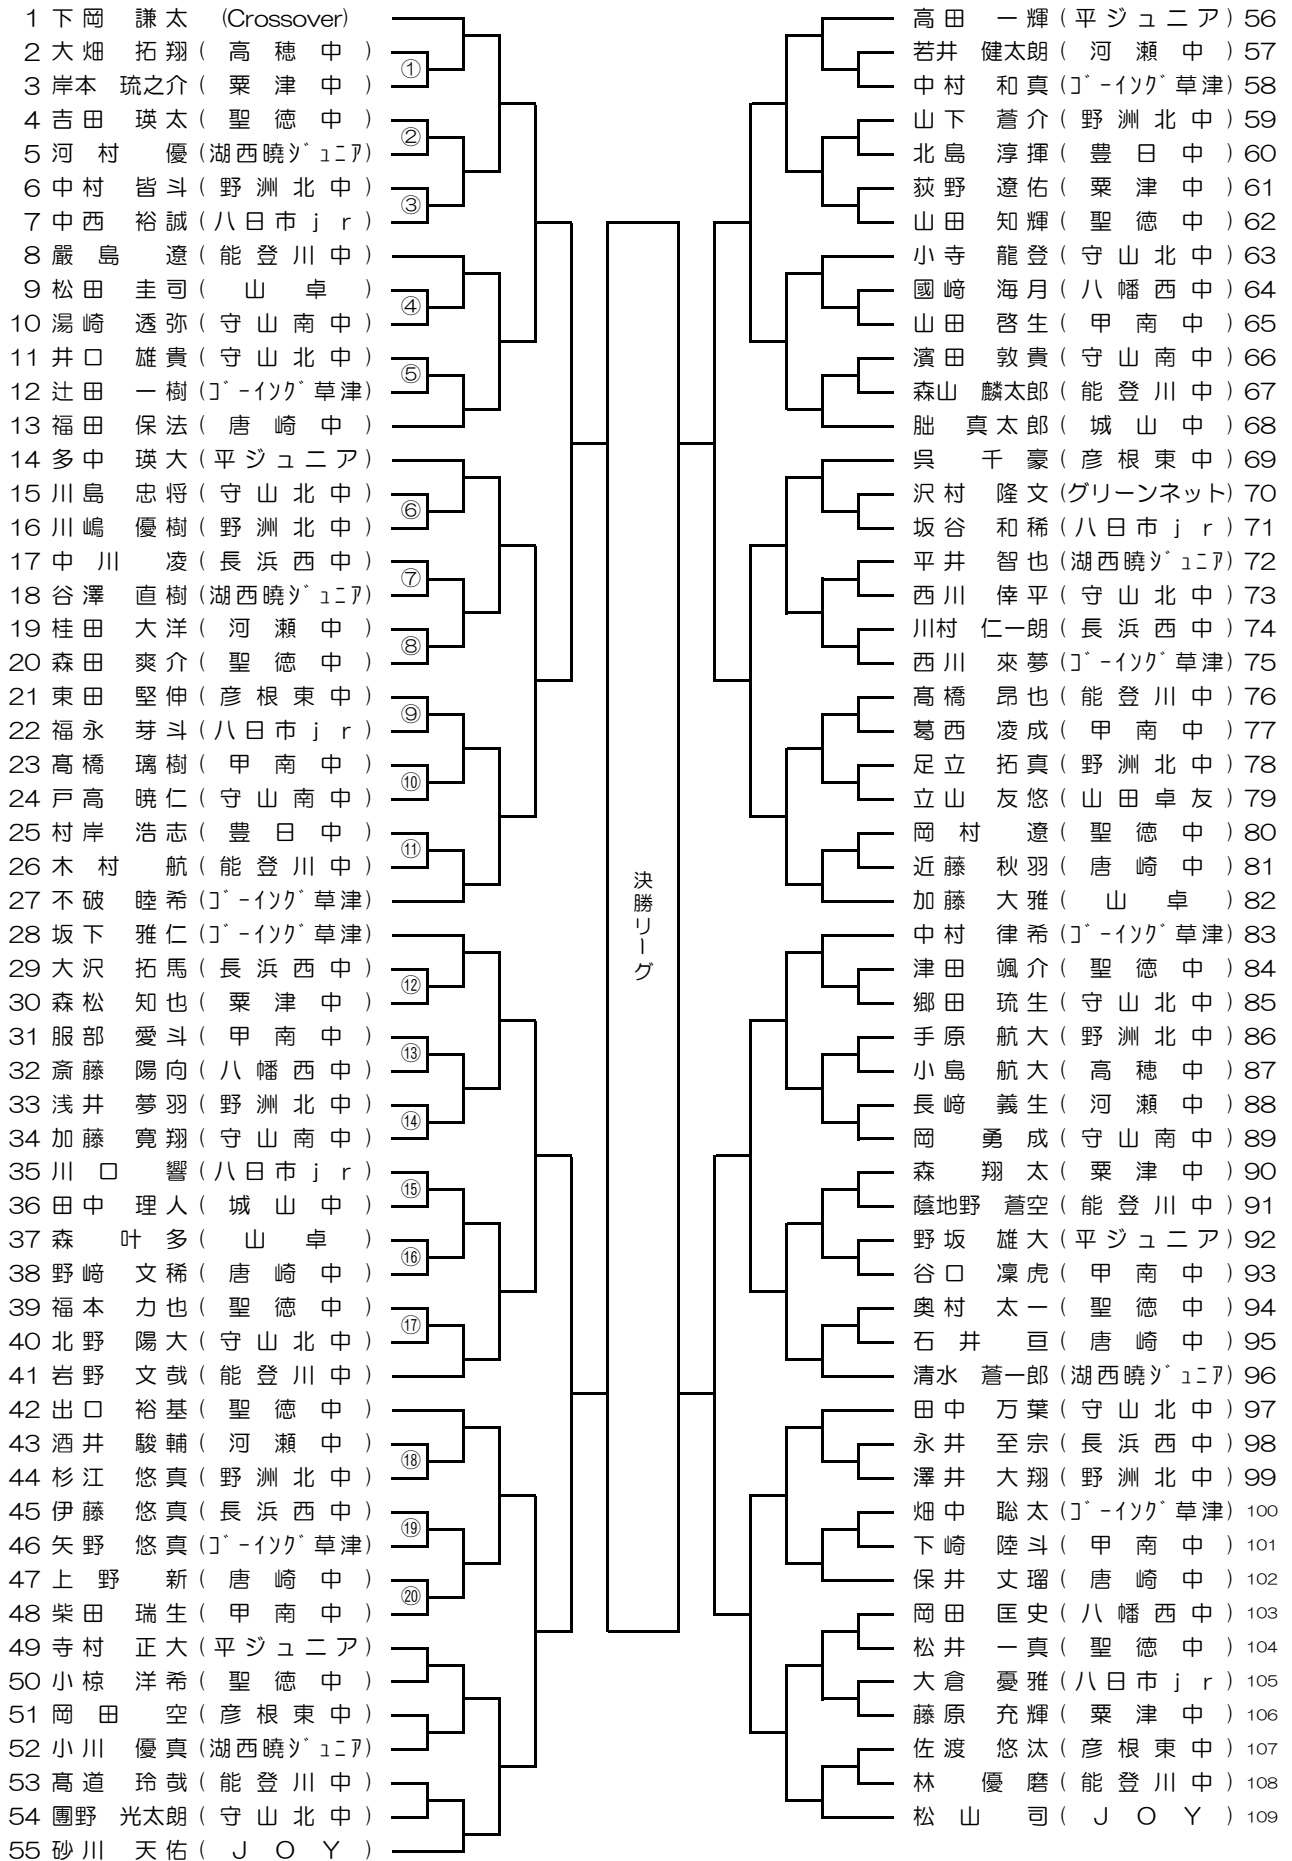 1 下岡 謙太 (Crossover)
2 大畑 拓翔 (高穂中)
①
3 岸本 琉之介 (粟津中)
4 吉田 瑛太 (聖徳中)
②
5 河村 優 (湖西曉ｼﾞｭﾆｱ)
6 中村 皆斗 (野洲北中)
③
7 中西 裕誠 (八日市ｊｒ)
8 嚴島 遼 (能登川中)
9 松田 圭司 (山卓)
④
10 湯崎 透弥 (守山南中)
11 井口 雄貴 (守山北中)
⑤
12 辻田 一樹 (ｺﾞｰｲﾝｸﾞ草津)
13 福田 保法 (唐崎中)
14 多中 瑛大 (平ジュニア)
15 川島 忠将 (守山北中)
⑥
16 川嶋 優樹 (野洲北中)
17 中川 凌 (長浜西中)
⑦
18 谷澤 直樹 (湖西曉ｼﾞｭﾆｱ)
19 桂田 大洋 (河瀬中)
⑧
20 森田 爽介 (聖徳中)
21 東田 堅伸 (彦根東中)
⑨
22 福永 芽斗 (八日市ｊｒ)
23 髙橋 璃樹 (甲南中)
⑩
24 戸高 暁仁 (守山南中)
25 村岸 浩志 (豊日中)
⑪
26 木村 航 (能登川中)
27 不破 睦希 (ｺﾞｰｲﾝｸﾞ草津)
28 坂下 雅仁 (ｺﾞｰｲﾝｸﾞ草津)
29 大沢 拓馬 (長浜西中)
⑫
30 森松 知也 (粟津中)
31 服部 愛斗 (甲南中)
⑬
32 斎藤 陽向 (八幡西中)
33 浅井 夢羽 (野洲北中)
⑭
34 加藤 寛翔 (守山南中)
35 川口 響 (八日市ｊｒ)
⑮
36 田中 理人 (城山中)
37 森 叶多 (山卓)
⑯
38 野﨑 文稀 (唐崎中)
39 福本 力也 (聖徳中)
⑰
40 北野 陽大 (守山北中)
41 岩野 文哉 (能登川中)
42 出口 裕基 (聖徳中)
43 酒井 駿輔 (河瀬中)
⑱
44 杉江 悠真 (野洲北中)
45 伊藤 悠真 (長浜西中)
⑲
46 矢野 悠真 (ｺﾞｰｲﾝｸﾞ草津)
47 上野 新 (唐崎中)
⑳
48 柴田 瑞生 (甲南中)
49 寺村 正大 (平ジュニア)
50 小椋 洋希 (聖徳中)
51 岡田 空 (彦根東中)
52 小川 優真 (湖西曉ｼﾞｭﾆｱ)
53 髙道 玲哉 (能登川中)
54 團野 光太朗 (守山北中)
55 砂川 天佑 (ＪＯＹ)
決勝リーグ
高田 一輝 (平ジュニア) 56
若井 健太朗 (河瀬中) 57
中村 和真 (ｺﾞｰｲﾝｸﾞ草津) 58
山下 蒼介 (野洲北中) 59
北島 淳揮 (豊日中) 60
荻野 遼佑 (粟津中) 61
山田 知輝 (聖徳中) 62
小寺 龍登 (守山北中) 63
國﨑 海月 (八幡西中) 64
山田 啓生 (甲南中) 65
濱田 敦貴 (守山南中) 66
森山 麟太郎 (能登川中) 67
朏 真太郎 (城山中) 68
呉 千豪 (彦根東中) 69
沢村 隆文 (グリーンネット) 70
坂谷 和稀 (八日市ｊｒ) 71
平井 智也 (湖西曉ｼﾞｭﾆｱ) 72
西川 倖平 (守山北中) 73
川村 仁一朗 (長浜西中) 74
西川 來夢 (ｺﾞｰｲﾝｸﾞ草津) 75
髙橋 昂也 (能登川中) 76
葛西 凌成 (甲南中) 77
足立 拓真 (野洲北中) 78
立山 友悠 (山田卓友) 79
岡村 遼 (聖徳中) 80
近藤 秋羽 (唐崎中) 81
加藤 大雅 (山卓) 82
中村 律希 (ｺﾞｰｲﾝｸﾞ草津) 83
津田 颯介 (聖徳中) 84
郷田 琉生 (守山北中) 85
手原 航大 (野洲北中) 86
小島 航大 (高穂中) 87
長﨑 義生 (河瀬中) 88
岡 勇成 (守山南中) 89
森 翔太 (粟津中) 90
蔭地野 蒼空 (能登川中) 91
野坂 雄大 (平ジュニア) 92
谷口 凜虎 (甲南中) 93
奥村 太一 (聖徳中) 94
石井 亘 (唐崎中) 95
清水 蒼一郎 (湖西曉ｼﾞｭﾆｱ) 96
田中 万葉 (守山北中) 97
永井 至宗 (長浜西中) 98
澤井 大翔 (野洲北中) 99
畑中 聡太 (ｺﾞｰｲﾝｸﾞ草津) 100
下崎 陸斗 (甲南中) 101
保井 丈瑠 (唐崎中) 102
岡田 匡史 (八幡西中) 103
松井 一真 (聖徳中) 104
大倉 憂雅 (八日市ｊｒ) 105
藤原 充輝 (粟津中) 106
佐渡 悠汰 (彦根東中) 107
林 優磨 (能登川中) 108
松山 司 (ＪＯＹ) 109